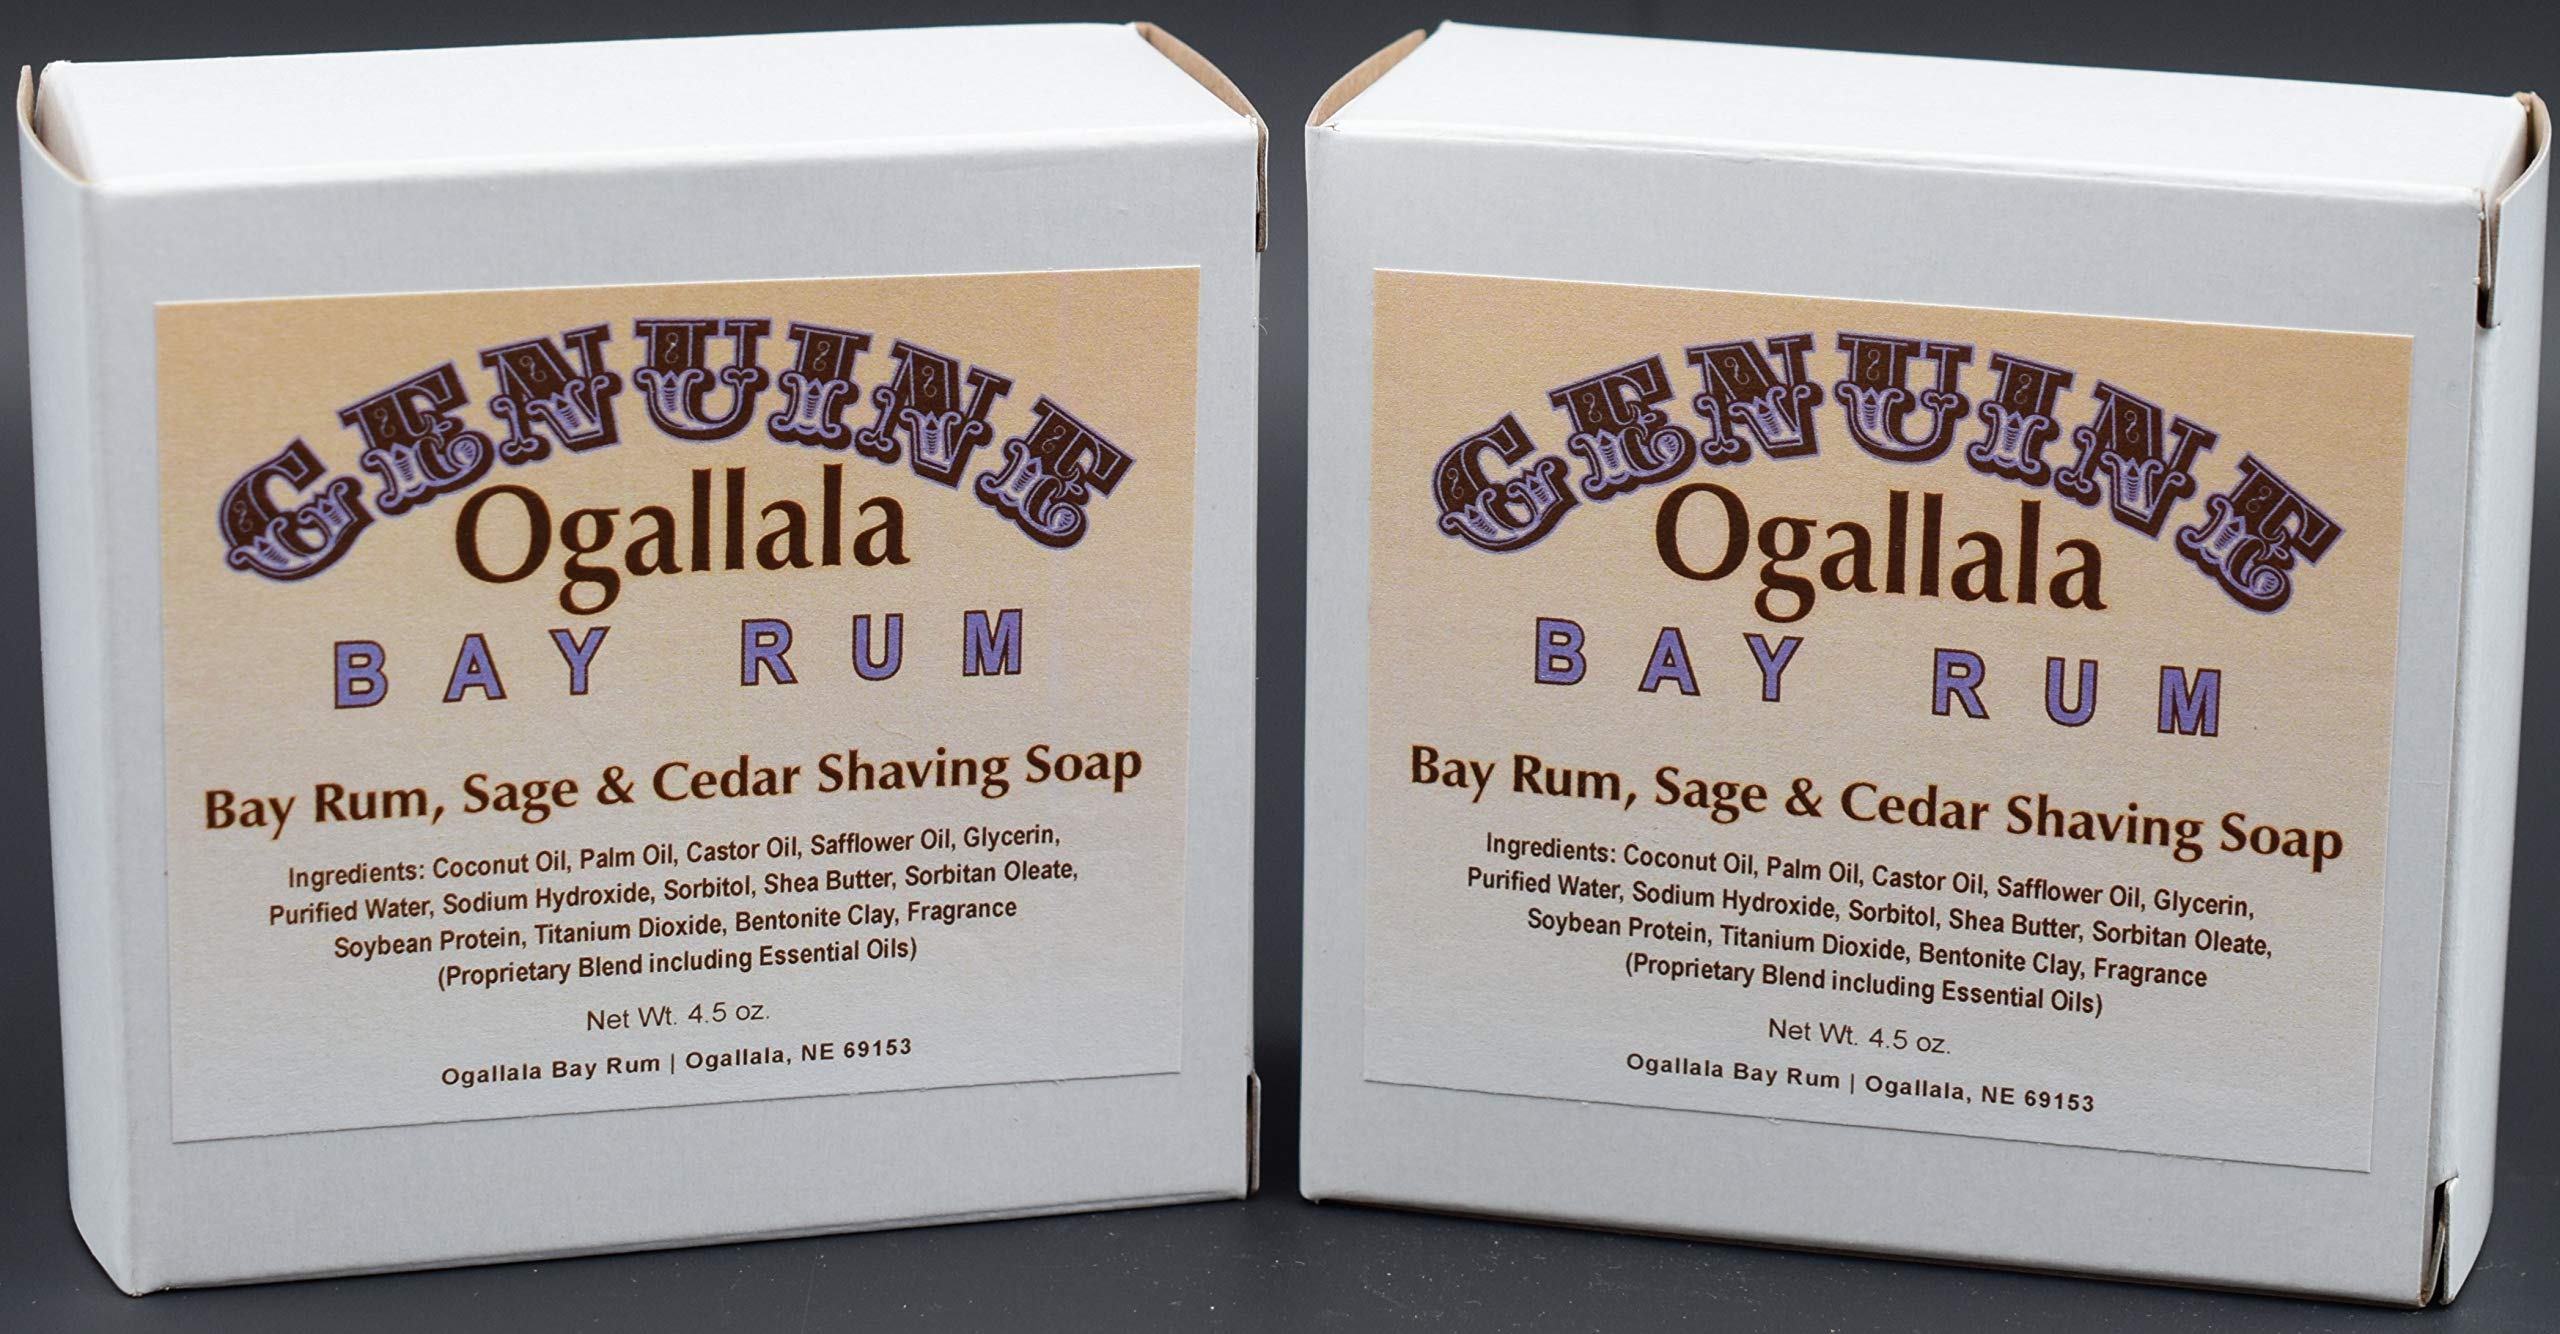 GENUINE
Ogallala
BAY RUM
Bay Rum, Sage & Cedar Shaving Soap
Ingredients: Coconut Oil, Palm Oil, Castor Oil, Safflower Oil, Glycerin,
Purified Water, Sodium Hydroxide, Sorbitol, Shea Butter, Sorbitan Oleate,
Soybean Protein, Titanium Dioxide, Bentonite Clay, Fragrance
(Proprietary Blend including Essential Oils)
Net Wt. 4.5 oz.
Ogallala Bay Rum | Ogallala, NE 69153
GENUINE
Ogallala
BAY RUM
Bay Rum, Sage & Cedar Shaving Soap
Ingredients: Coconut Oil, Palm Oil, Castor Oil, Safflower Oil, Glycerin,
Purified Water, Sodium Hydroxide, Sorbitol, Shea Butter, Sorbitan Oleate,
Soybean Protein, Titanium Dioxide, Bentonite Clay, Fragrance
(Proprietary Blend including Essential Oils)
Net Wt. 4.5 oz.
Ogallala Bay Rum | Ogallala, NE 69153